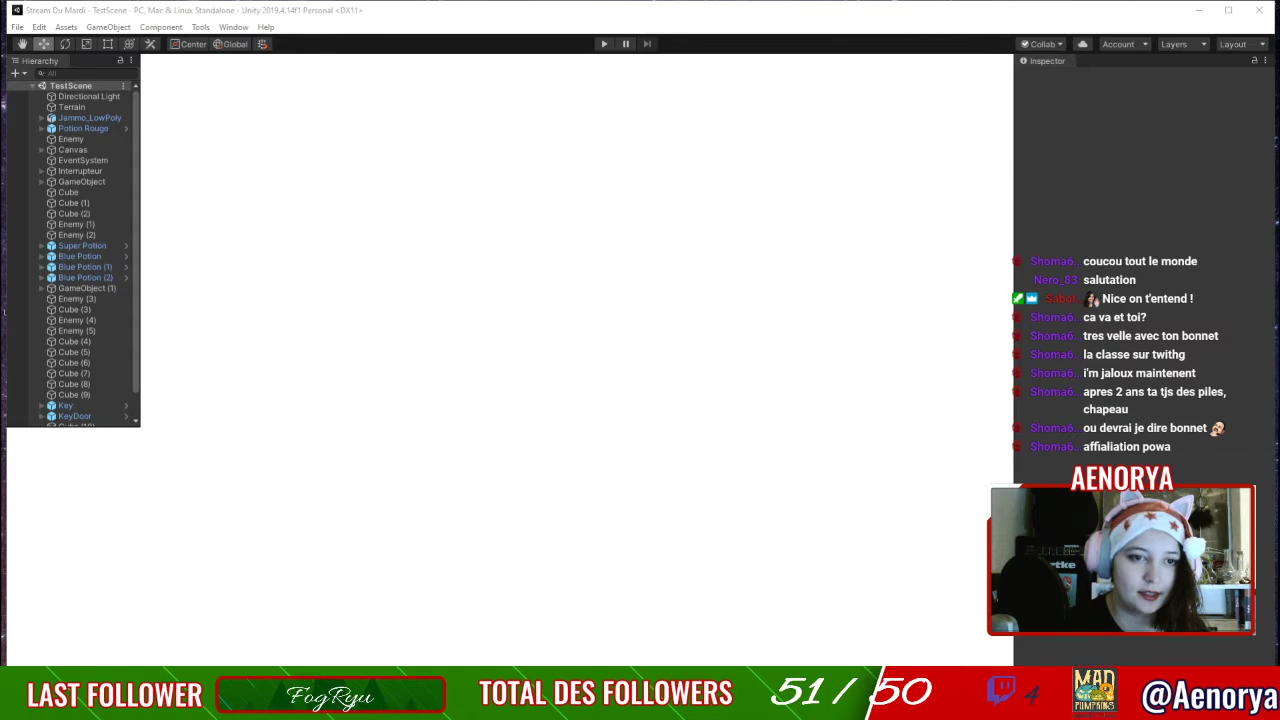 Stream Du Mardi - TestScene - PC, Mac & Linux Standalone - Unity 2019.4.14f1 Personal <DX11>
File Edit Assets GameObject Component Tools Window Help
Center Global Collab Account Layers Layout
Hierarchy
Inspector
All
TestScene
Directional Light
Terrain
Jammo_LowPoly
Potion Rouge
Enemy
Canvas
EventSystem
Interrupteur
GameObject
Cube
Cube (1)
Cube (2)
Enemy (1)
Enemy (2)
Super Potion
Blue Potion
Blue Potion (1)
Blue Potion (2)
GameObject (1)
Enemy (3)
Cube (3)
Enemy (4)
Enemy (5)
Cube (4)
Cube (5)
Cube (6)
Cube (7)
Cube (8)
Cube (9)
Key
KeyDoor
Shoma6.. coucou tout le monde
Nero_83 salutation
Sabot Nice on t'entend !
Shoma6.. ca va et toi?
Shoma6.. tres velle avec ton bonnet
Shoma6.. la classe sur twithg
Shoma6.. i'm jaloux maintenent
Shoma6.. apres 2 ans ta tjs des piles,
chapeau
Shoma6.. ou devrai je dire bonnet
Shoma6.. affialiation powa
AENORYA
LAST FOLLOWER FogRyu TOTAL DES FOLLOWERS 51 / 50 4 MAD PUMPKINS @Aenorya